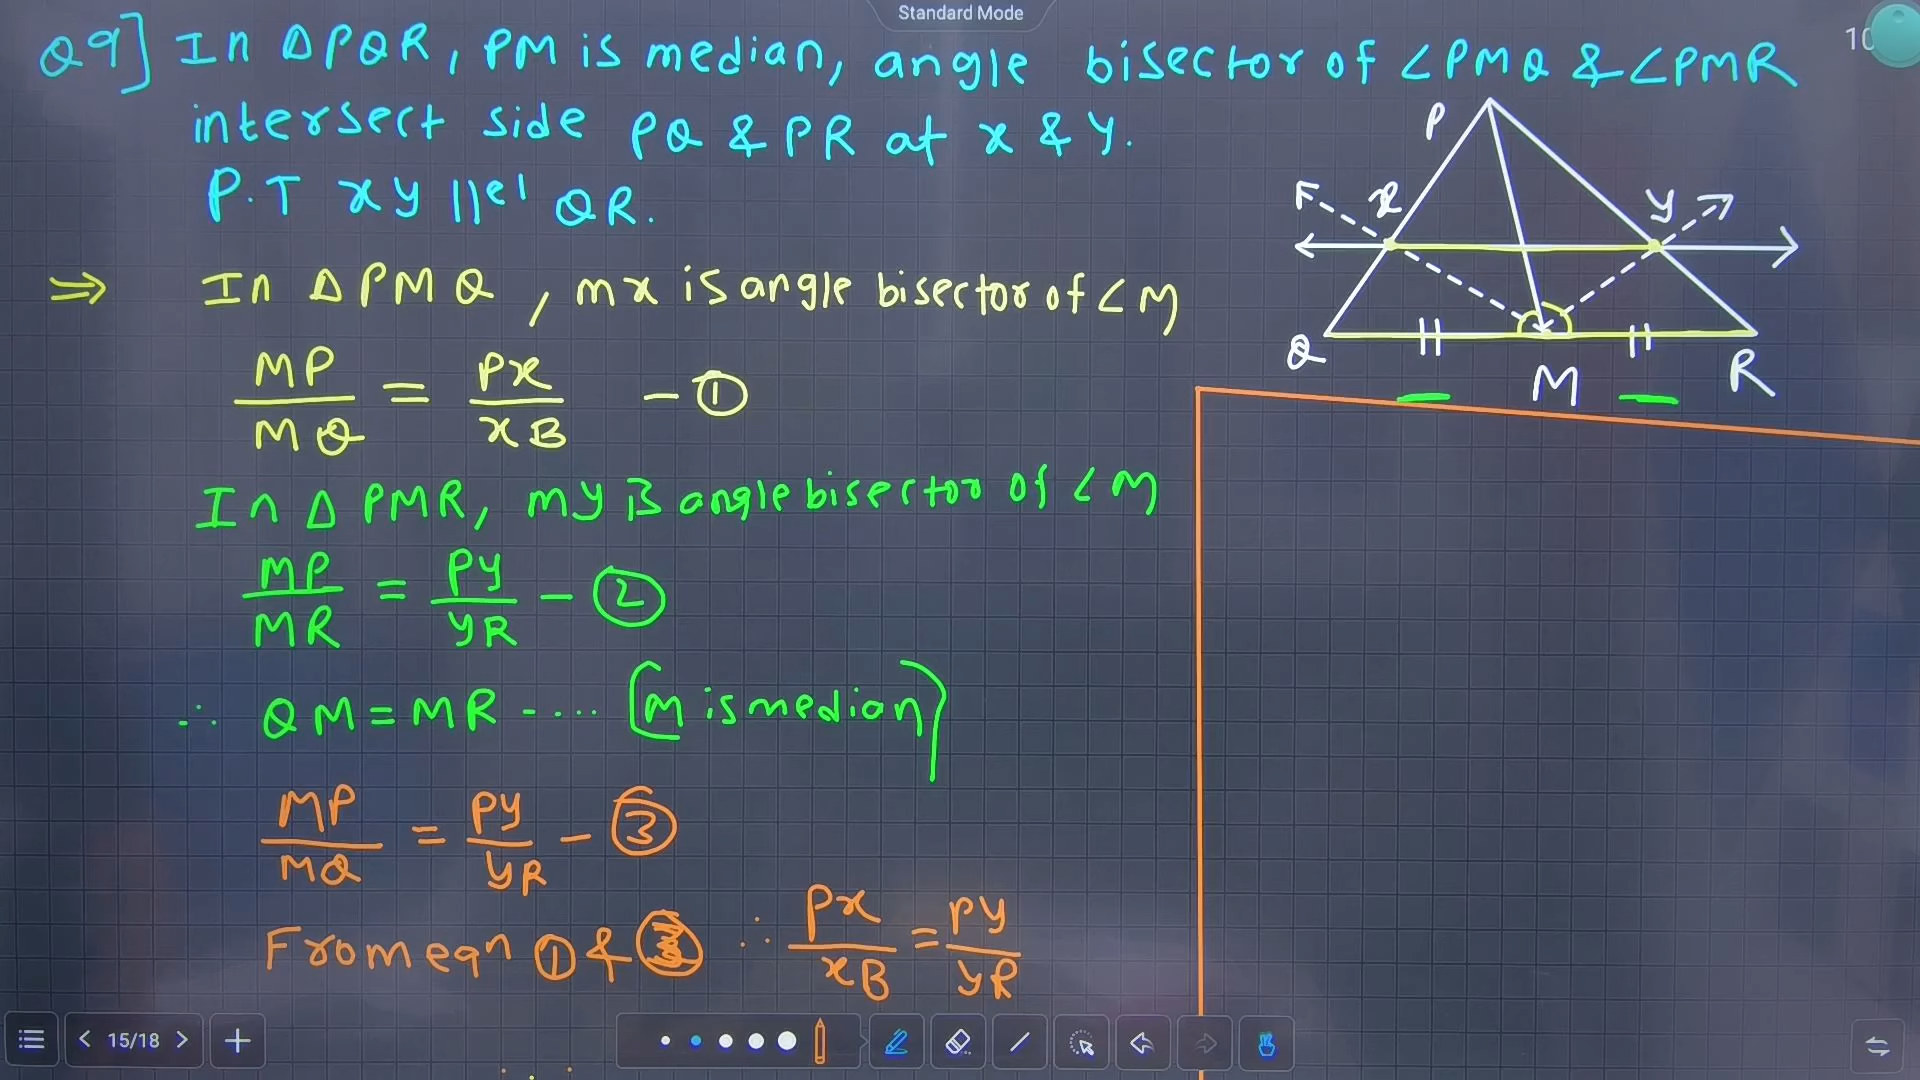 Standard Mode
10
Q9] In ΔPQR, PM is median, angle bisector of ∠PMQ & ∠PMR
intersect side PQ & PR at x & y.
P.T xy ||el QR.
⇒ In ΔPMQ, mx is angle bisector of ∠M
MP/MQ = Px/xB - ①
In ΔPMR, my is angle bisector of ∠M
MP/MR = Py/yR - ②
∴ QM = MR - ... [M is median]
MP/MQ = Py/yR - ③
From eqn ① & ③ ∴ Px/xB = Py/yR
P
x
y
Q
M
R
15/18